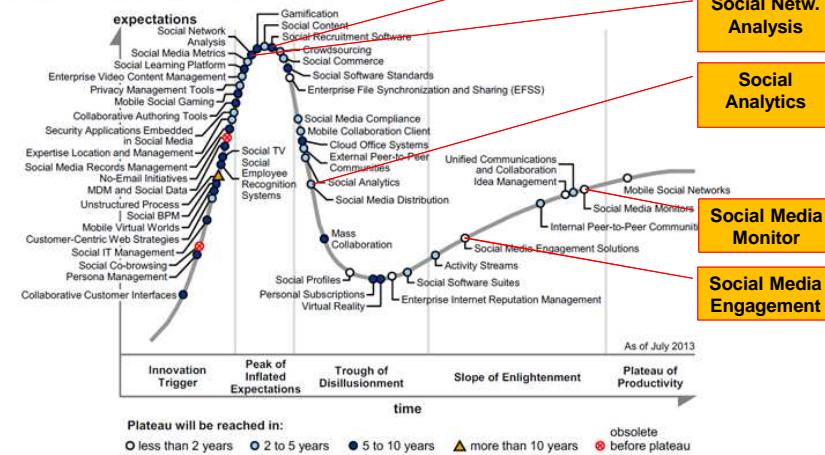 expectations
Social Network
Analysis
Social Media Metrics
Social Learning Platform
Enterprise Video Content Management
Privacy Management Tools
Mobile Social Gaming
Collaborative Authoring Tools
Security Applications Embedded
in Social Media
Expertise Location and Management
Social Media Records Management
No-Email Initiatives
MDM and Social Data
Unstructured Process
Social BPM
Mobile Virtual Worlds
Customer-Centric Web Strategies
Social IT Management
Social Co-browsing
Persona Management
Collaborative Customer Interfaces
Gamification
Social Content
Social Recruitment Software
Crowdsourcing
Social Commerce
Social Software Standards
Enterprise File Synchronization and Sharing (EFSS)
Social Media Compliance
Mobile Collaboration Client
Cloud Office Systems
External Peer-to-Peer
Communities
Social Analytics
Social Media Distribution
Social TV
Social
Employee
Recognition
Systems
Mass
Collaboration
Social Profiles
Personal Subscriptions
Virtual Reality
Enterprise Internet Reputation Management
Social Software Suites
Activity Streams
Social Media Engagement Solutions
Internal Peer-to-Peer
Unified Communications
and Collaboration
Idea Management
Social Media Monitors
Mobile Social Networks
Social Netw.
Analysis
Social
Analytics
Social Media
Monitor
Social Media
Engagement
As of July 2013
Innovation
Trigger
Peak of
Inflated
Expectations
Trough of
Disillusionment
Slope of Enlightenment
Plateau of
Productivity
time
Plateau will be reached in:
less than 2 years
2 to 5 years
5 to 10 years
more than 10 years
obsolete
before plateau